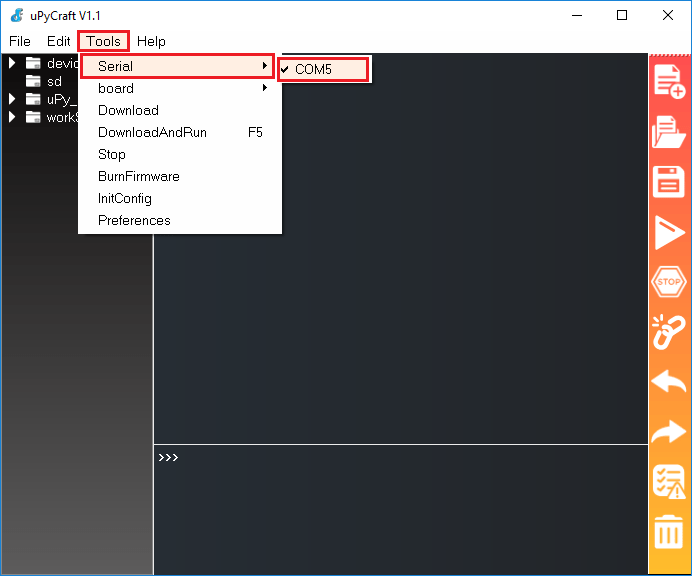 uPyCraft V1.1
File Edit Tools Help
devic
sd
uPy_
workS
Serial
COM5
board
Download
DownloadAndRun F5
Stop
BurnFirmware
InitConfig
Preferences
>>>
STOP